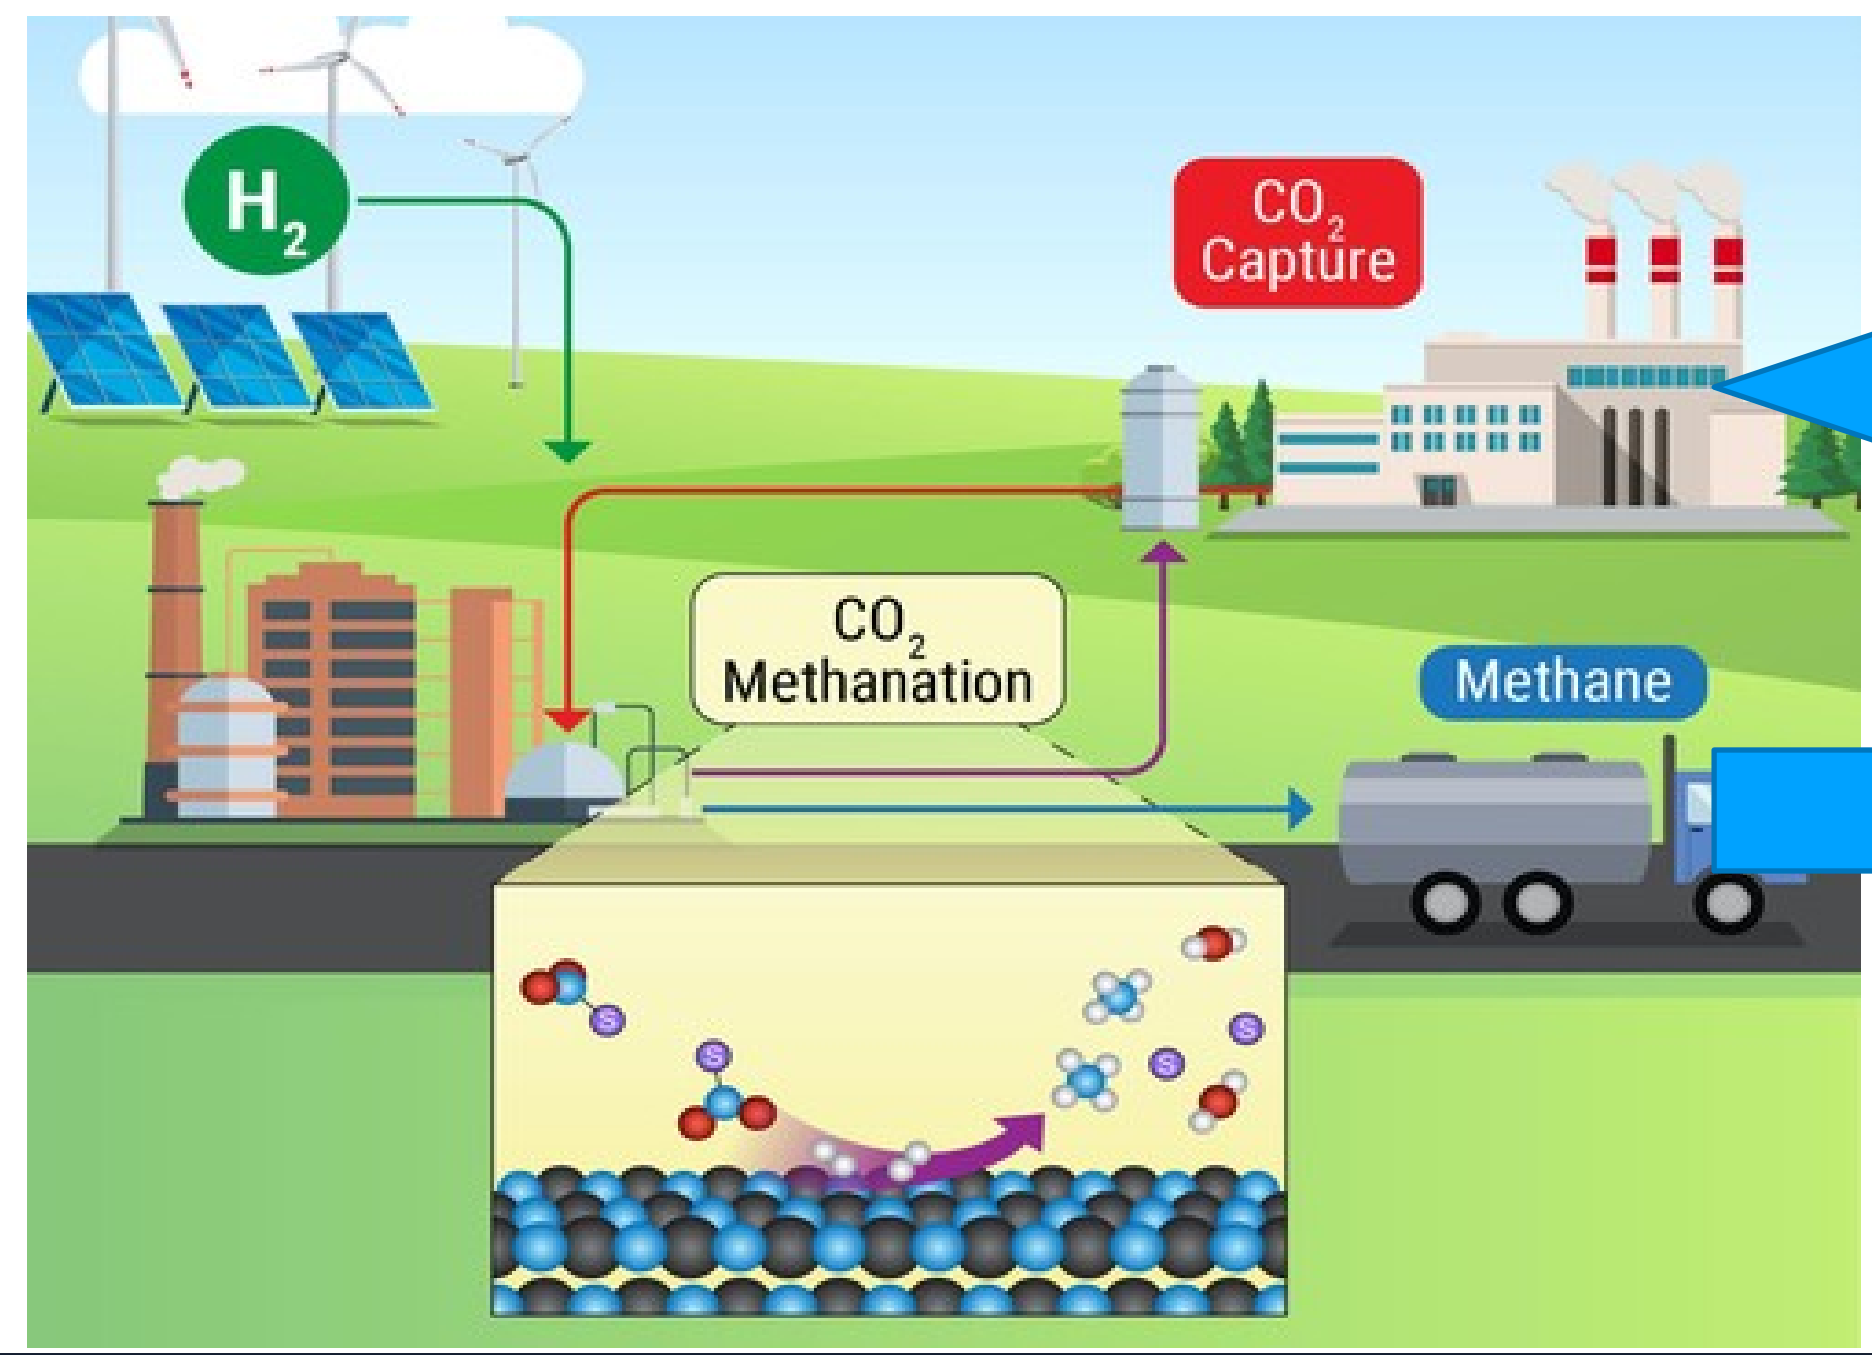 H₂
CO₂
Capture
CO₂
Methanation
Methane
S
S
S
S